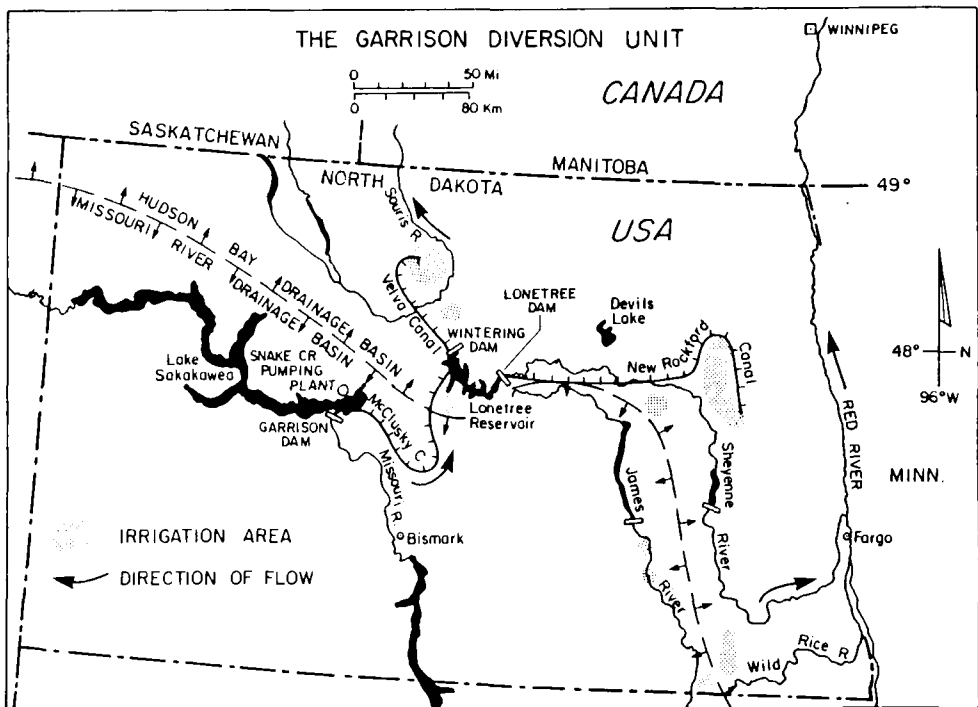 THE GARRISON DIVERSION UNIT
WINNIPEG
0 50 Mi
0 80 Km
CANADA
SASKATCHEWAN
MANITOBA
NORTH DAKOTA
49°
HUDSON BAY DRAINAGE BASIN
MISSOURI RIVER DRAINAGE BASIN
Souris R.
USA
Velva Canal
LONETREE
DAM
Devils
Lake
WINTERING
DAM
New Rockford Canal
48°
N
96°W
Lake
Sakakawea
SNAKE CR
PUMPING
PLANT
GARRISON
DAM
McClusky C.
Lonetree
Reservoir
Missouri R.
RED RIVER
MINN.
James River
Sheyenne River
IRRIGATION AREA
Bismark
Fargo
DIRECTION OF FLOW
Wild Rice R.